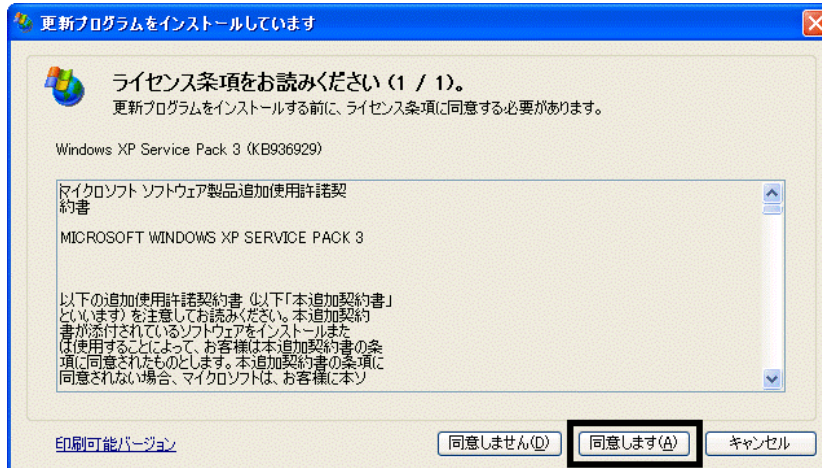 更新プログラムをインストールしています
ライセンス条項をお読みください (1 / 1)。
更新プログラムをインストールする前に、ライセンス条項に同意する必要があります。
Windows XP Service Pack 3 (KB936929)
マイクロソフト ソフトウェア製品追加使用許諾契
約書
MICROSOFT WINDOWS XP SERVICE PACK 3
以下の追加使用許諾契約書 (以下「本追加契約書」
といいます) を注意してお読みください。本追加契約
書が添付されているソフトウェアをインストールまた
は使用することによって、お客様は本追加契約書の条
項に同意されたものとします。本追加契約書の条項に
同意されない場合、マイクロソフトは、お客様に本ソ
印刷可能バージョン
同意しません(D)
同意します(A)
キャンセル